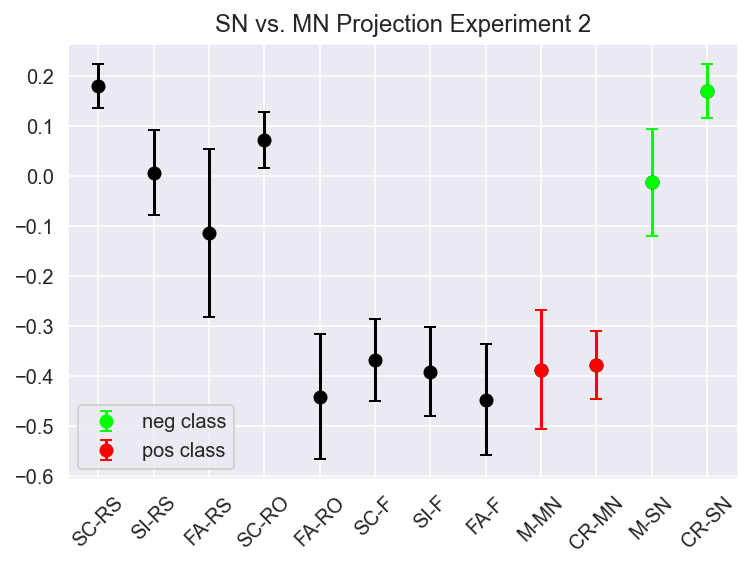 SN vs. MN Projection Experiment 2
0.2
0.1
0.0
−0.1
−0.2
−0.3
−0.4
−0.5
−0.6
neg class
pos class
SC-RS
SI-RS
FA-RS
SC-RO
FA-RO
SC-F
SI-F
FA-F
M-MN
CR-MN
M-SN
CR-SN